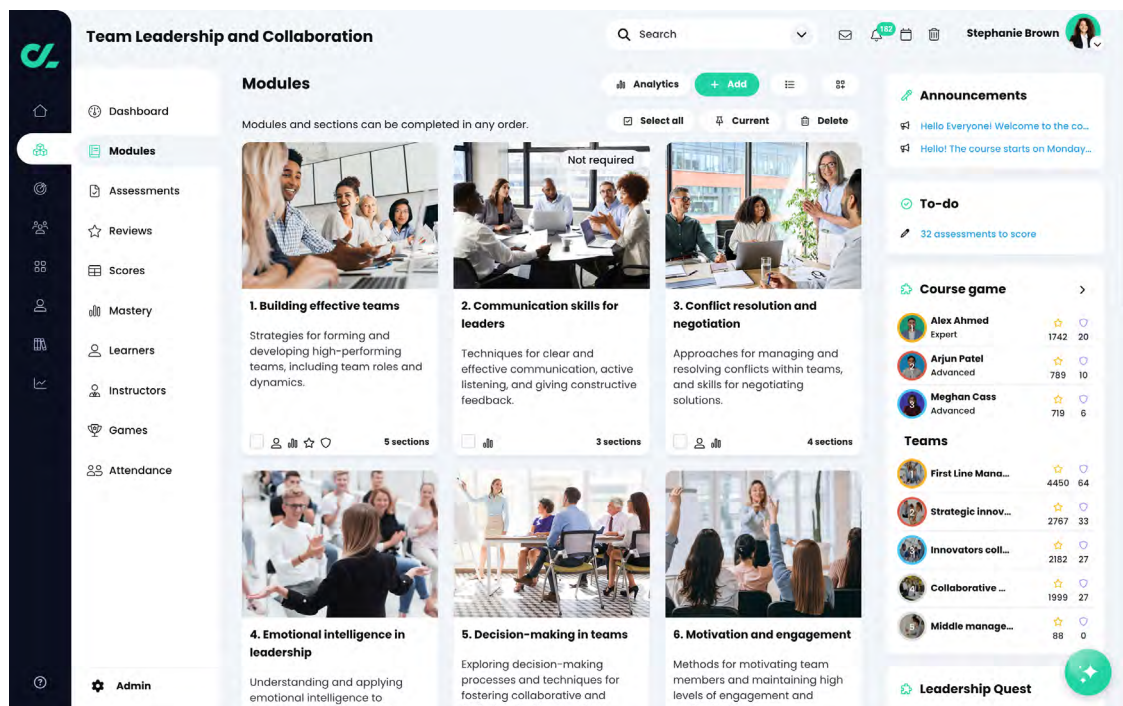 Team Leadership and Collaboration
Search
182
Stephanie Brown
Dashboard
Modules
Assessments
Reviews
Scores
Mastery
Learners
Instructors
Games
Attendance
Admin
Modules
Analytics
+ Add
Modules and sections can be completed in any order.
Select all
Current
Delete
1. Building effective teams
Strategies for forming and
developing high-performing
teams, including team roles and
dynamics.
5 sections
Not required
2. Communication skills for
leaders
Techniques for clear and
effective communication, active
listening, and giving constructive
feedback.
3 sections
3. Conflict resolution and
negotiation
Approaches for managing and
resolving conflicts within teams,
and skills for negotiating
solutions.
4 sections
4. Emotional intelligence in
leadership
Understanding and applying
emotional intelligence to
5. Decision-making in teams
Exploring decision-making
processes and techniques for
fostering collaborative and
6. Motivation and engagement
Methods for motivating team
members and maintaining high
levels of engagement and
Announcements
Hello Everyone! Welcome to the co...
Hello! The course starts on Monday...
To-do
32 assessments to score
Course game
1
Alex Ahmed
Expert
1742 20
2
Arjun Patel
Advanced
789 10
3
Meghan Cass
Advanced
719 6
Teams
1
First Line Mana...
4450 64
2
Strategic innov...
2767 33
3
Innovators coll...
2182 27
4
Collaborative ...
1999 27
5
Middle manage...
88 0
Leadership Quest